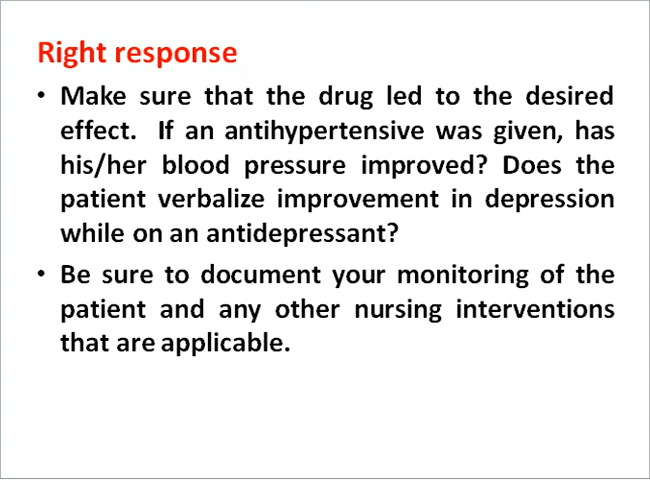 Right response
• Make sure that the drug led to the desired
effect.  If an antihypertensive was given, has
his/her blood pressure improved? Does the
patient verbalize improvement in depression
while on an antidepressant?
• Be sure to document your monitoring of the
patient and any other nursing interventions
that are applicable.